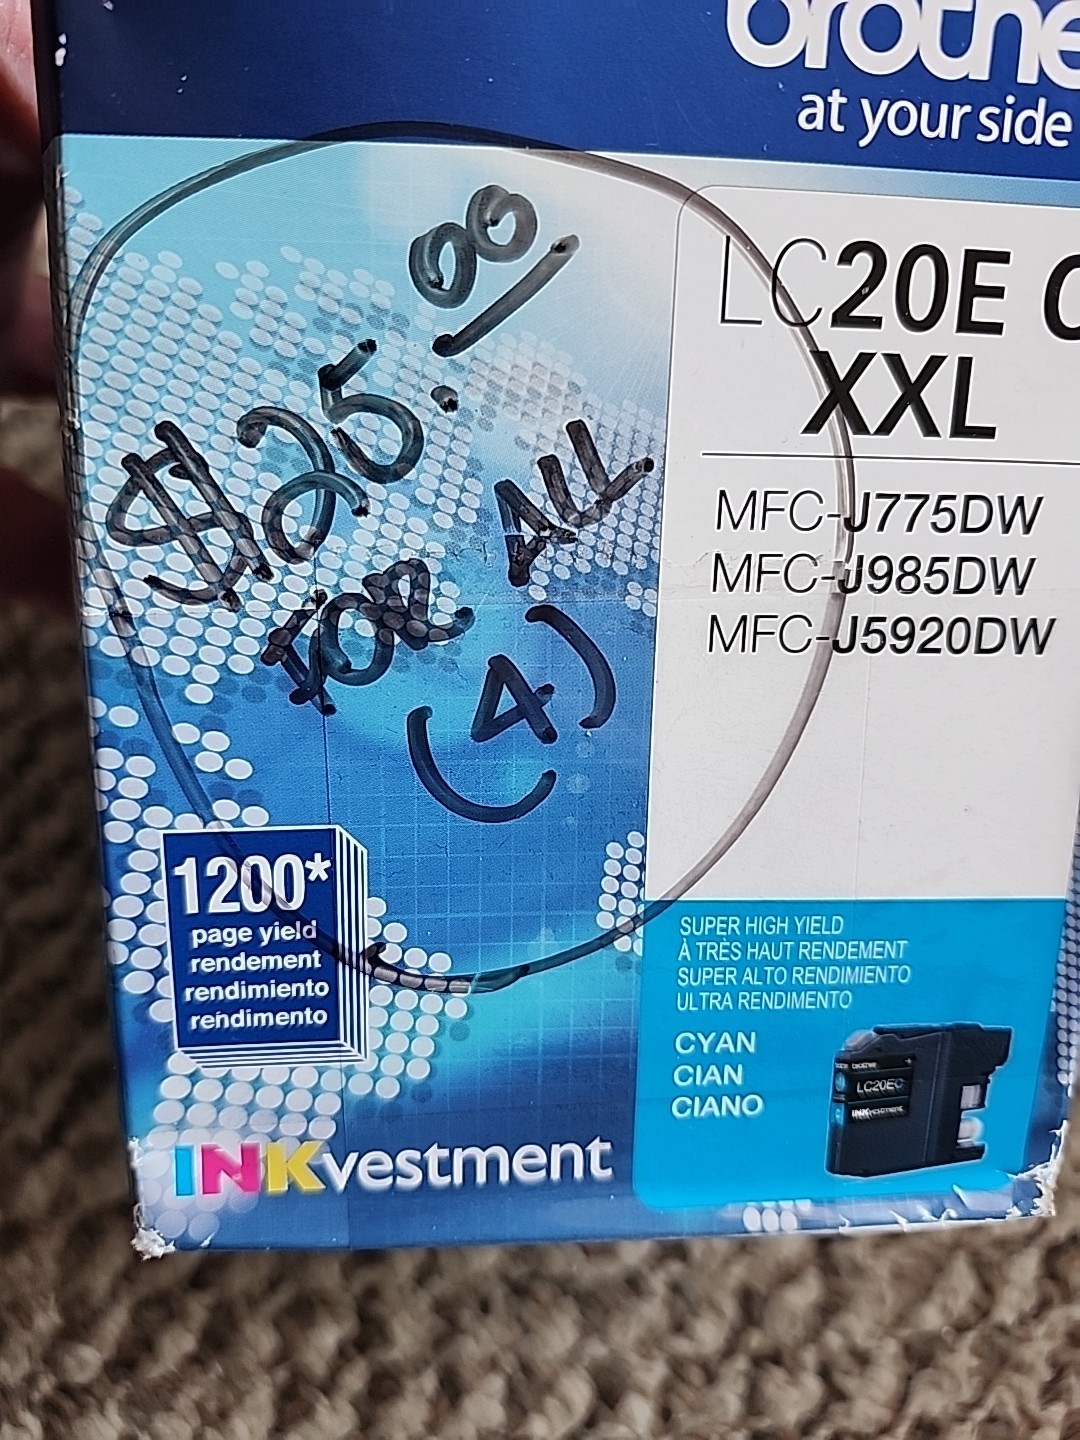 brothe
at your side
LC20E C
XXL
MFC-J775DW
MFC-J985DW
MFC-J5920DW
$25.00
FOR ALL
(4)
1200*
page yield
rendement
rendimiento
rendimento
SUPER HIGH YIELD
À TRÈS HAUT RENDEMENT
SUPER ALTO RENDIMIENTO
ULTRA RENDIMENTO
CYAN
CIAN
CIANO
LC20EC
INKvestment
INKvestment